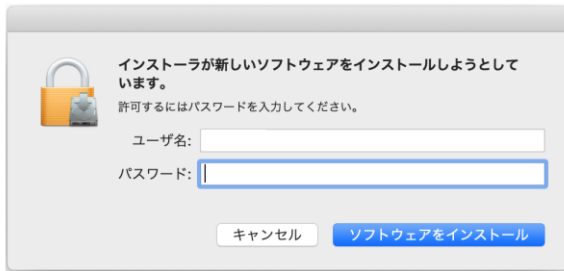 インストーラが新しいソフトウェアをインストールしようとして
います。
許可するにはパスワードを入力してください。
ユーザ名:
パスワード:
キャンセル ソフトウェアをインストール